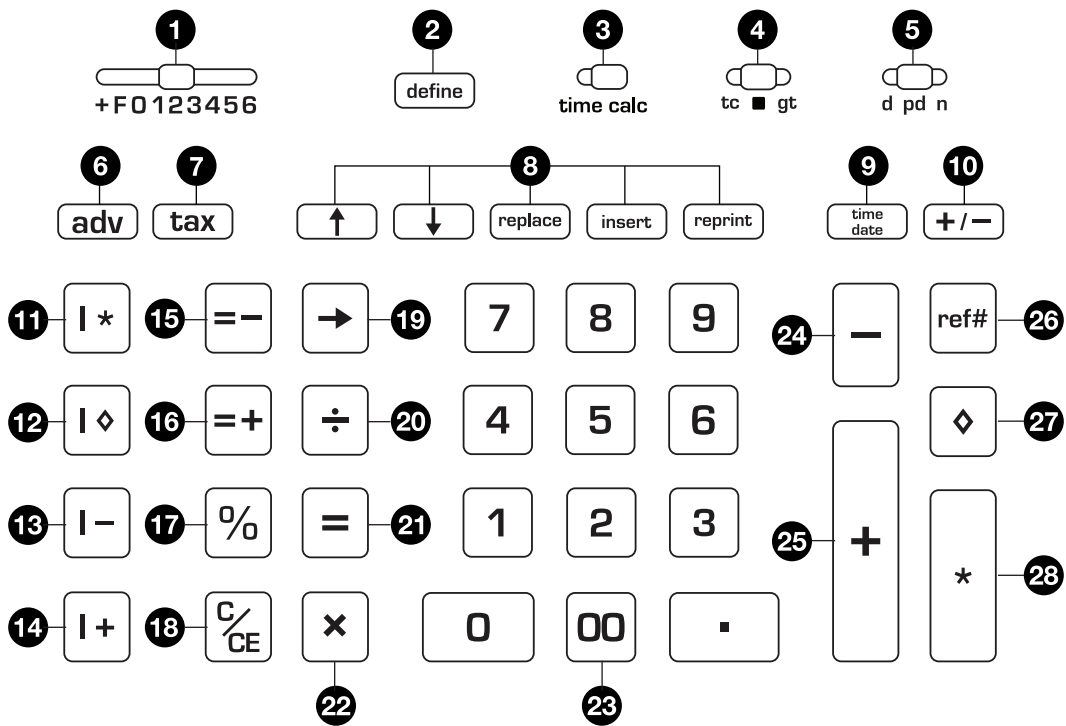 1 2 3 4 5
define
+F0123456 time calc tc ■ gt d pd n
6 7 8 9 10
adv tax ↑ ↓ replace insert reprint time date +/−
11 I* 15 =− → 19 7 8 9 24 − ref# 26
12 I◊ 16 =+ ÷ 20 4 5 6 ◊ 27
13 I− 17 % = 21 1 2 3 25 +
14 I+ 18 C/CE × 0 00 . * 28
22 23